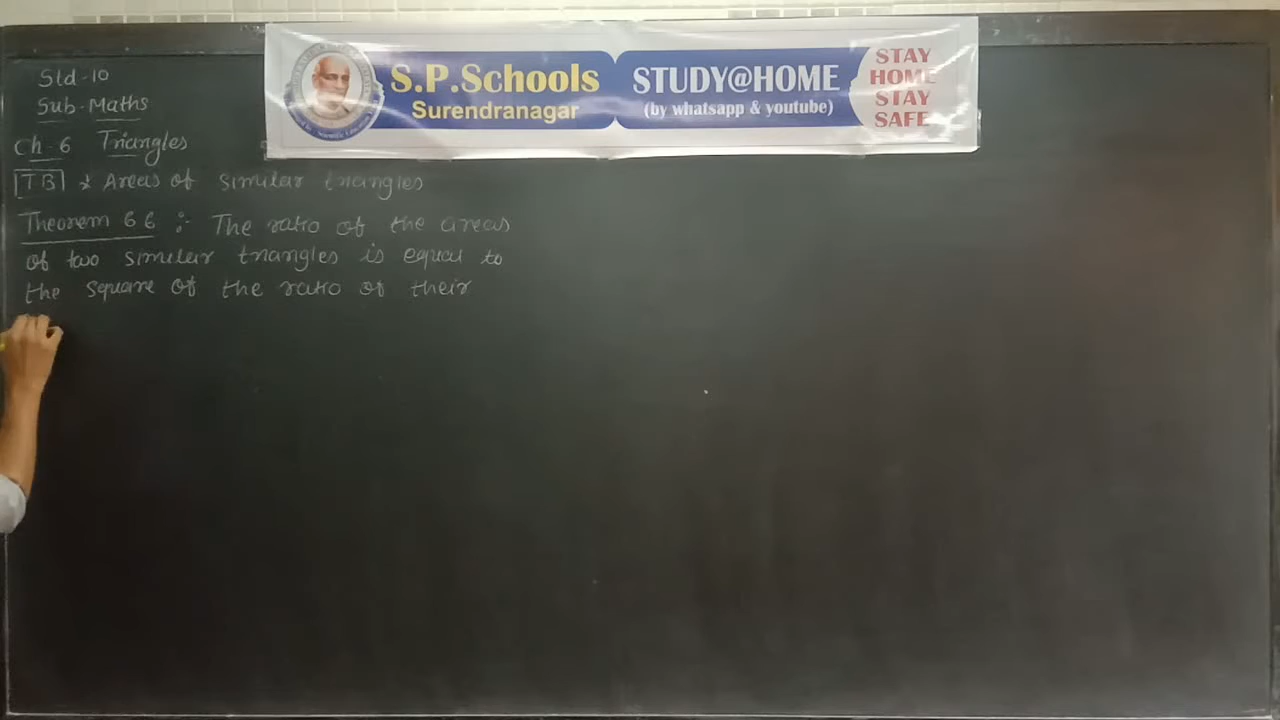 S.P.Schools
Surendranagar
STUDY@HOME
(by whatsapp & youtube)
STAY
HOME
STAY
SAFE
Std-10
Sub-Maths
Ch-6 Triangles
TB * Areas of similar triangles
Theorem 6 6 :- The ratio of the areas
of two similar triangles is equal to
the square of the ratio of their